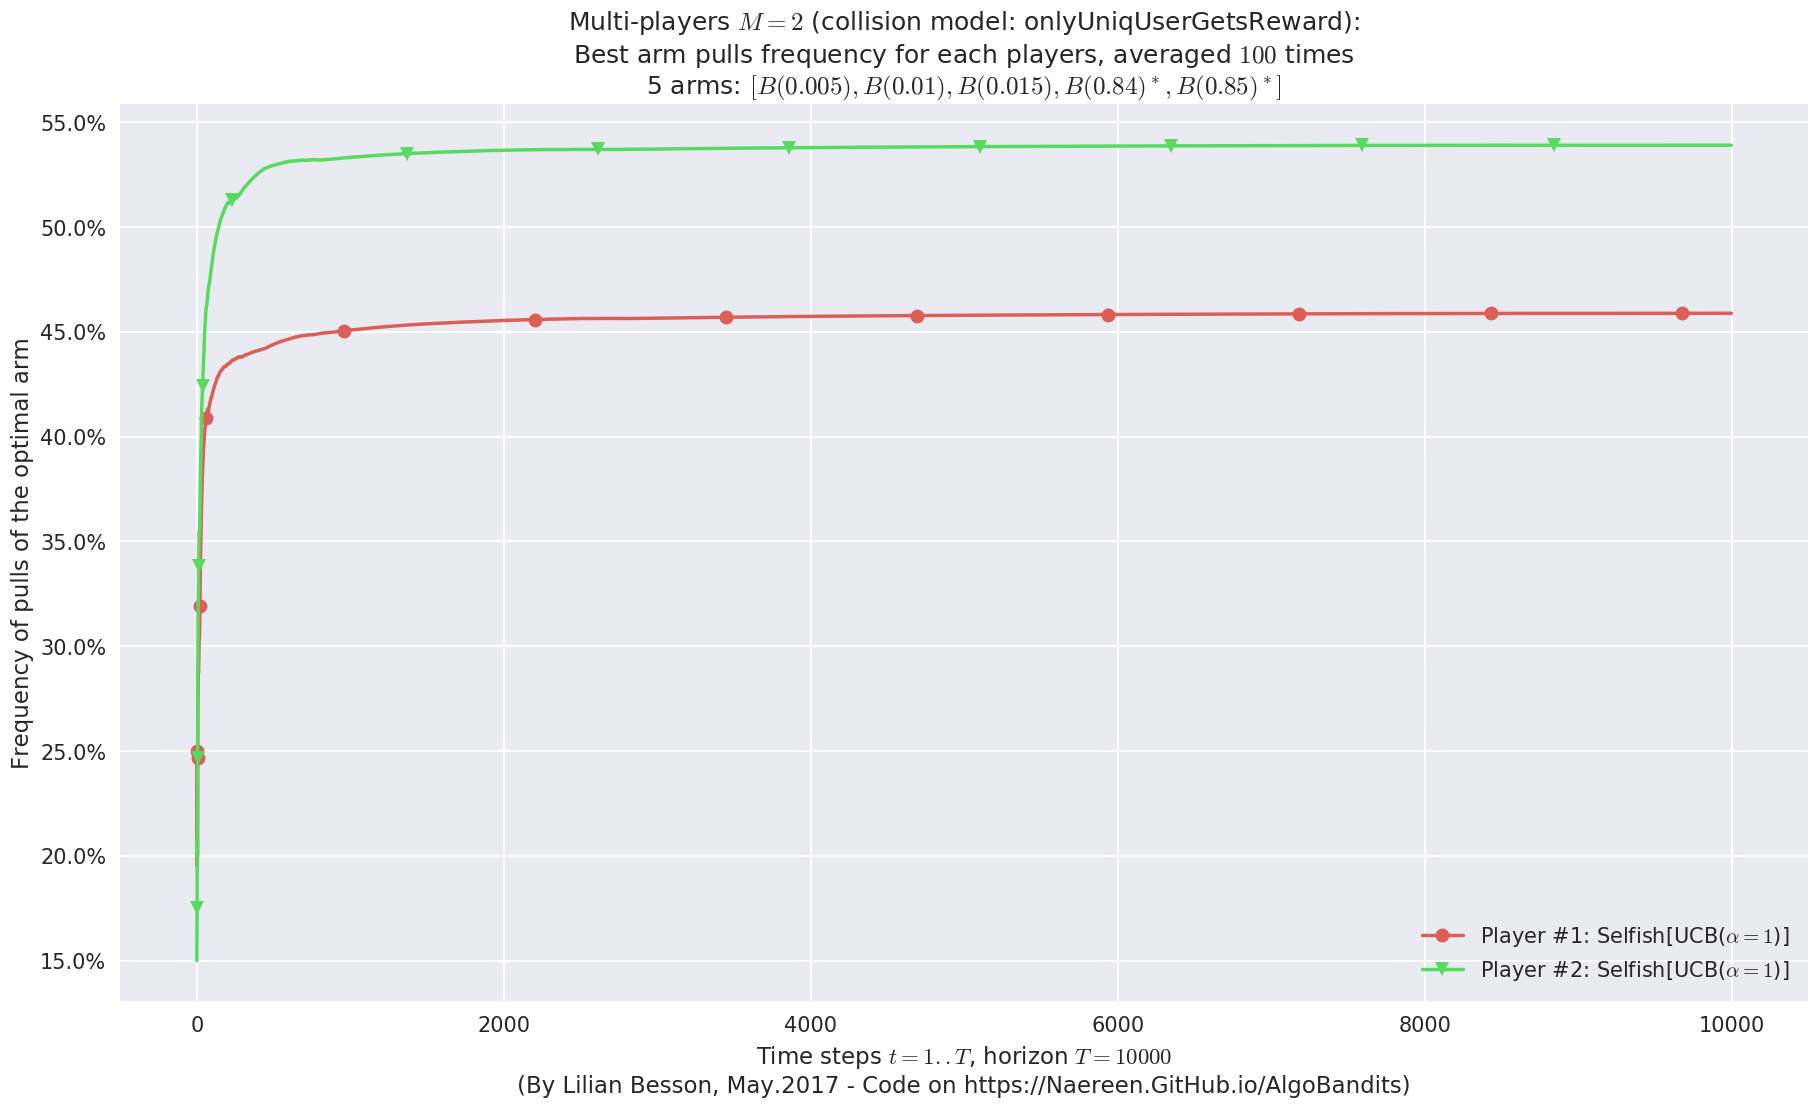 Multi-players M = 2 (collision model: onlyUniqUserGetsReward):
Best arm pulls frequency for each players, averaged 100 times
5 arms: [B(0.005), B(0.01), B(0.015), B(0.84)*, B(0.85)*]
Frequency of pulls of the optimal arm
55.0%
50.0%
45.0%
40.0%
35.0%
30.0%
25.0%
20.0%
15.0%
Player #1: Selfish[UCB(α = 1)]
Player #2: Selfish[UCB(α = 1)]
0
2000
4000
6000
8000
10000
Time steps t = 1..T, horizon T = 10000
(By Lilian Besson, May.2017 - Code on https://Naereen.GitHub.io/AlgoBandits)